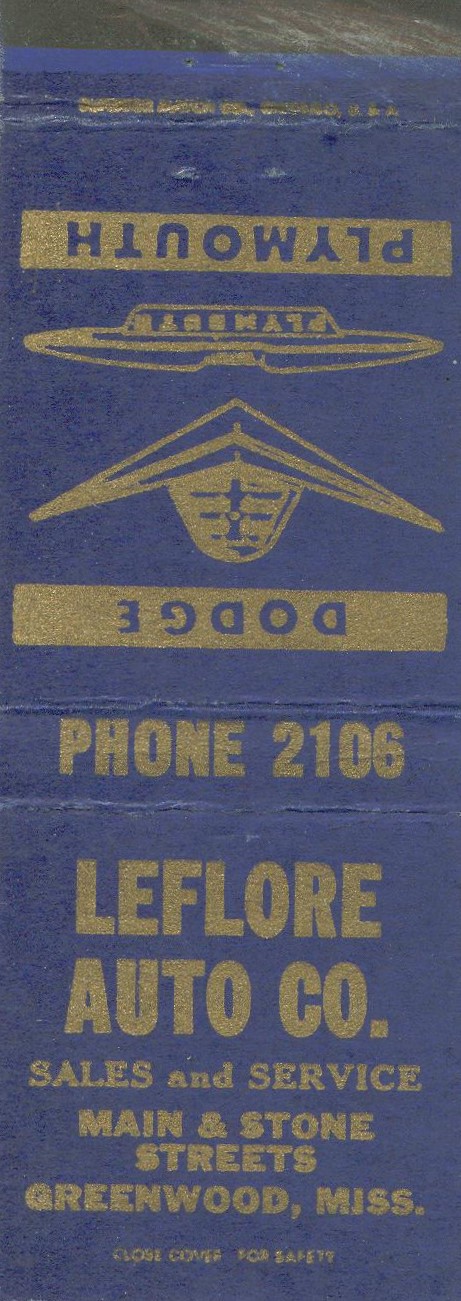 PLYMOUTH
PLYMOUTH
DODGE
PHONE 2106
LEFLORE
AUTO CO.
SALES and SERVICE
MAIN & STONE
STREETS
GREENWOOD, MISS.
CLOSE COVER FOR SAFETY